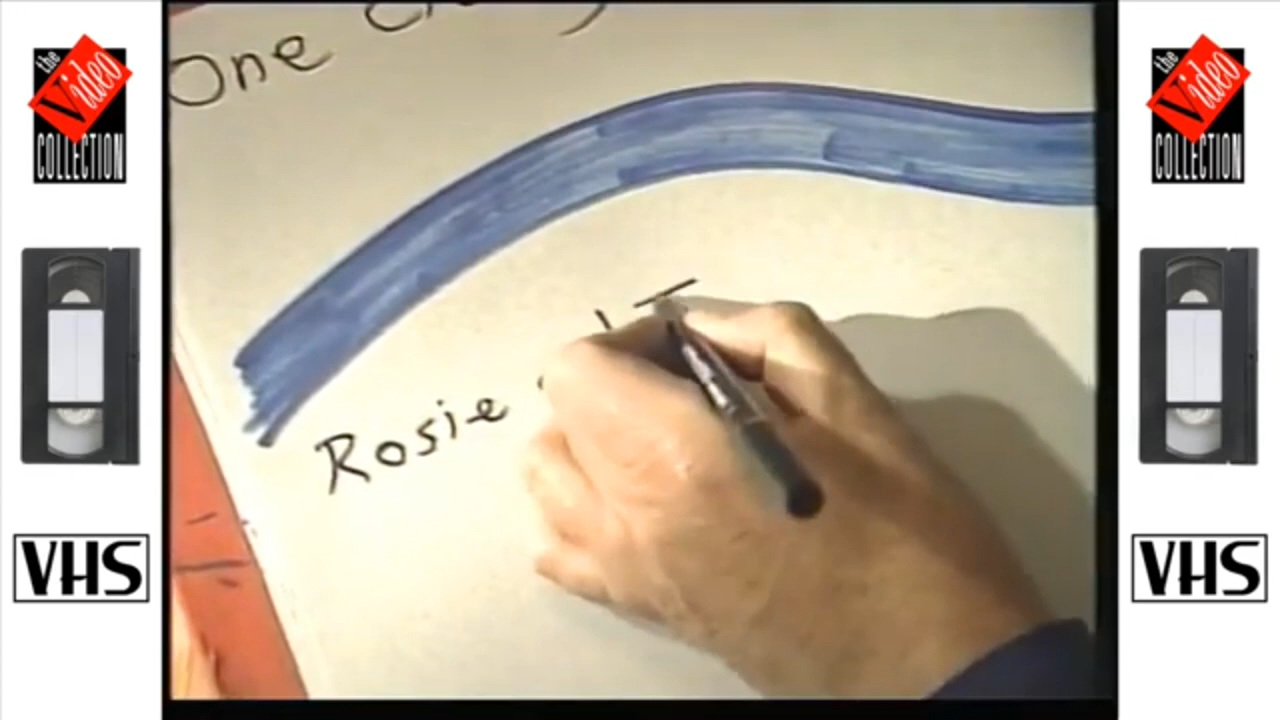 One
Rosie
the
Video
COLLECTION
VHS
the
Video
COLLECTION
VHS